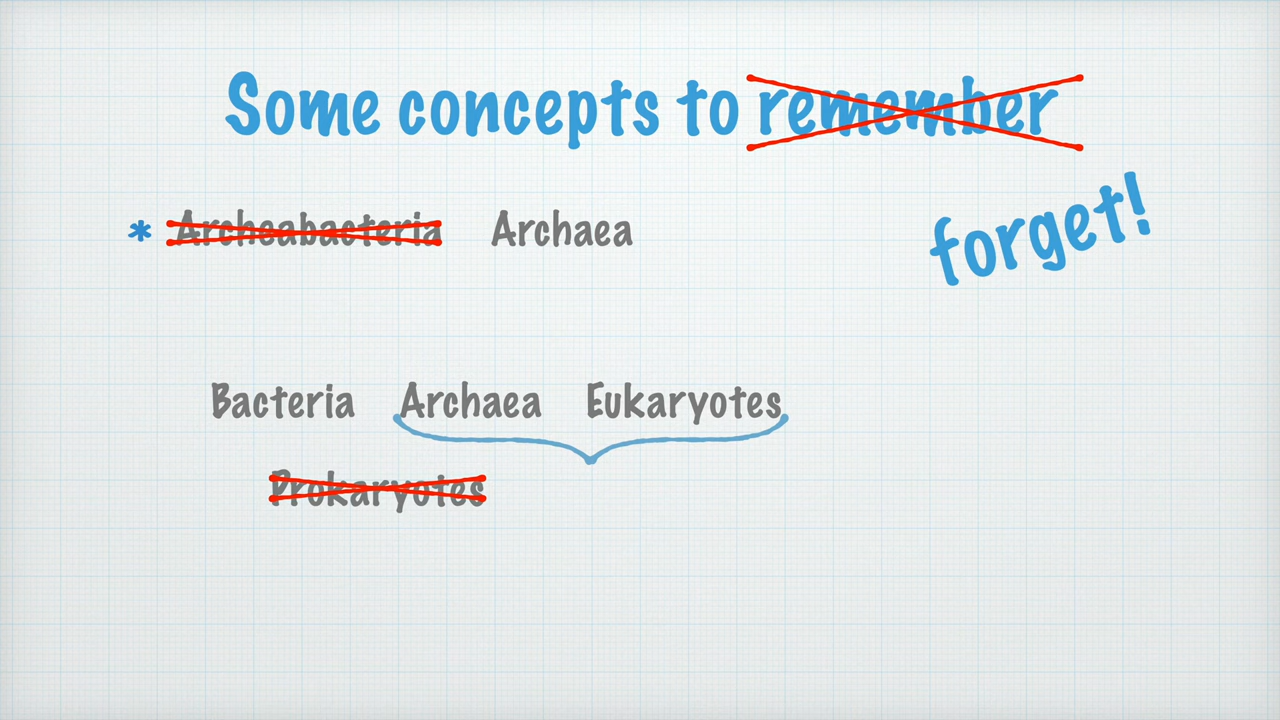 Some concepts to remember
forget!
* Archeabacteria Archaea
Bacteria Archaea Eukaryotes
Prokaryotes